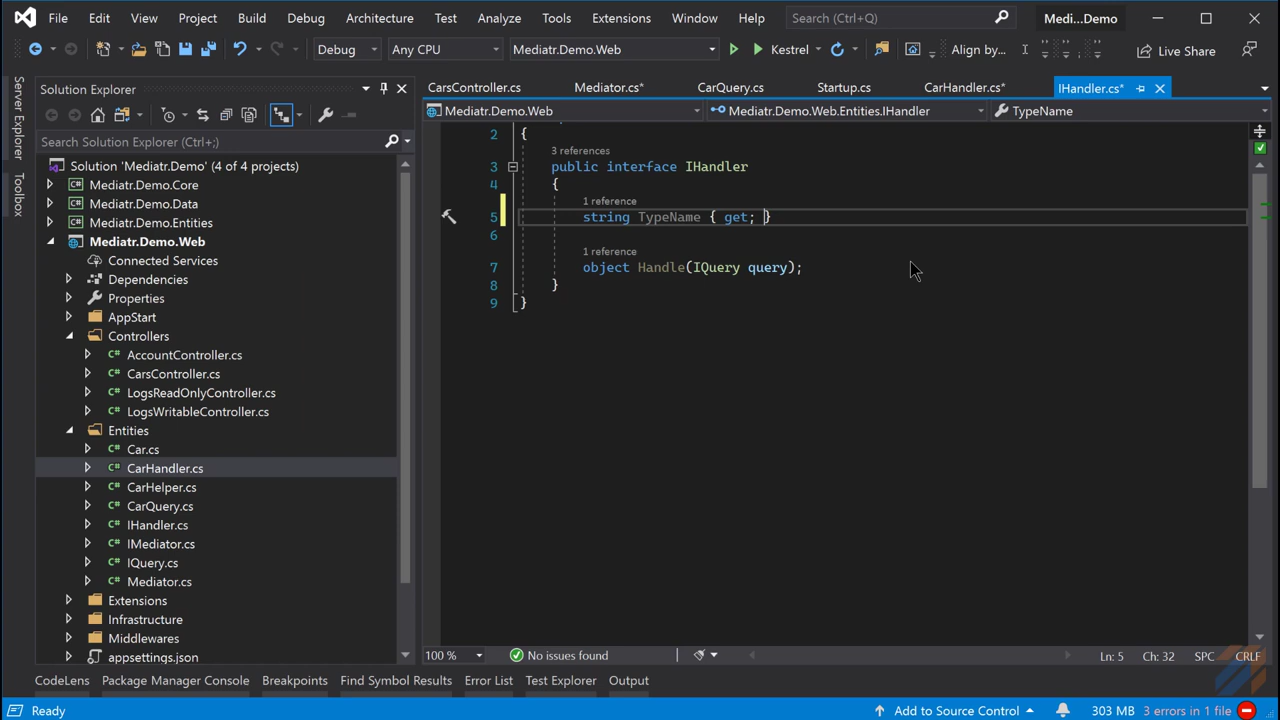 File Edit View Project Build Debug Architecture Test Analyze Tools Extensions Window Help Search (Ctrl+Q) Medi...Demo
Debug Any CPU Mediatr.Demo.Web Kestrel Align by... Live Share
Server Explorer
Toolbox
Solution Explorer
Search Solution Explorer (Ctrl+;)
Solution 'Mediatr.Demo' (4 of 4 projects)
Mediatr.Demo.Core
Mediatr.Demo.Data
Mediatr.Demo.Entities
Mediatr.Demo.Web
Connected Services
Dependencies
Properties
AppStart
Controllers
C# AccountController.cs
C# CarsController.cs
C# LogsReadOnlyController.cs
C# LogsWritableController.cs
Entities
C# Car.cs
C# CarHandler.cs
C# CarHelper.cs
C# CarQuery.cs
C# IHandler.cs
C# IMediator.cs
C# IQuery.cs
C# Mediator.cs
Extensions
Infrastructure
Middlewares
appsettings.json
CarsController.cs Mediator.cs* CarQuery.cs Startup.cs CarHandler.cs* IHandler.cs*
Mediatr.Demo.Web Mediatr.Demo.Web.Entities.IHandler TypeName
2 {
3 references
3 public interface IHandler
4 {
1 reference
5 string TypeName { get; }
6
1 reference
7 object Handle(IQuery query);
8 }
9 }
100 % No issues found Ln: 5 Ch: 32 SPC CRLF
CodeLens Package Manager Console Breakpoints Find Symbol Results Error List Test Explorer Output
Ready Add to Source Control 303 MB 3 errors in 1 file